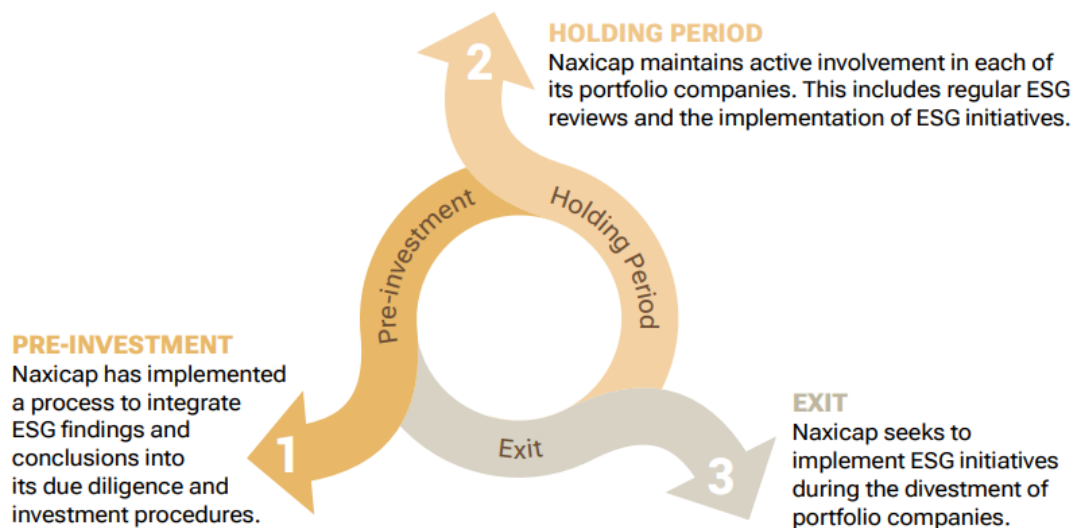 2
HOLDING PERIOD
Naxicap maintains active involvement in each of
its portfolio companies. This includes regular ESG
reviews and the implementation of ESG initiatives.
Pre-investment
Holding Period
Exit
PRE-INVESTMENT
Naxicap has implemented
a process to integrate
ESG findings and
conclusions into
its due diligence and
investment procedures.
1
3
EXIT
Naxicap seeks to
implement ESG initiatives
during the divestment of
portfolio companies.